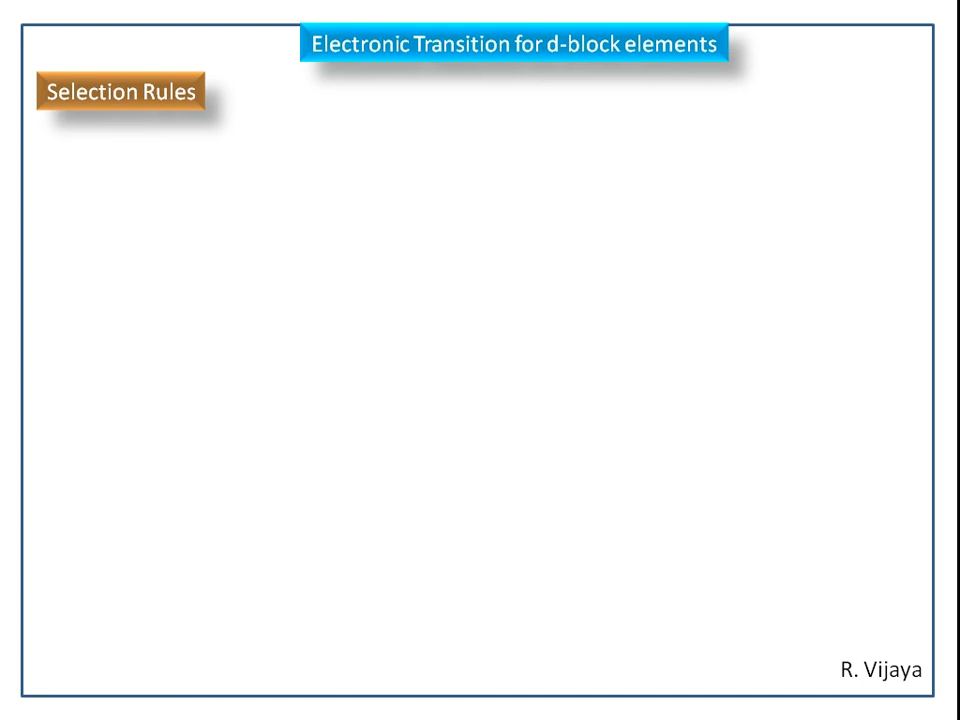 Electronic Transition for d-block elements
Selection Rules
R. Vijaya